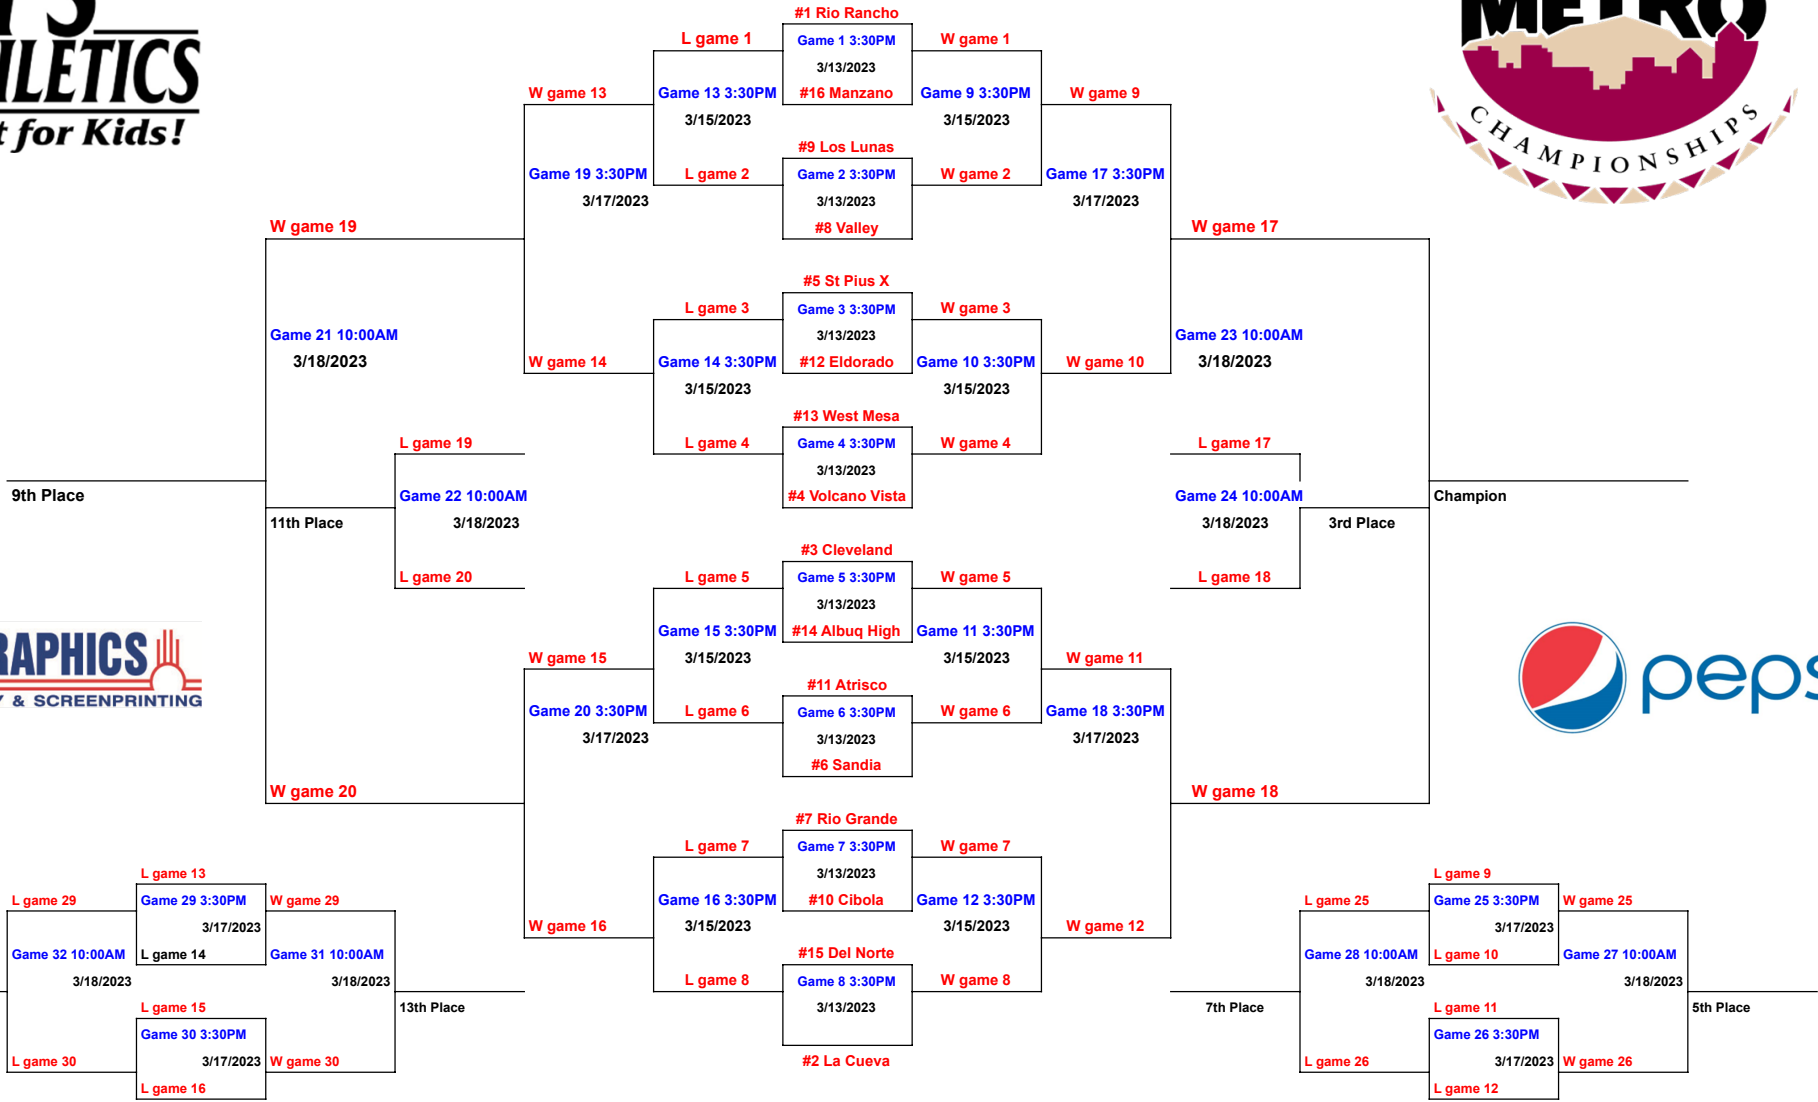 ILETICS
t for Kids!
METRO
CHAMPIONSHIPS
#1 Rio Rancho
L game 1
Game 1 3:30PM
W game 1
3/13/2023
W game 13
Game 13 3:30PM
#16 Manzano
Game 9 3:30PM
W game 9
3/15/2023
3/15/2023
#9 Los Lunas
Game 19 3:30PM
L game 2
Game 2 3:30PM
W game 2
Game 17 3:30PM
3/17/2023
3/13/2023
3/17/2023
W game 19
#8 Valley
W game 17
#5 St Pius X
L game 3
Game 3 3:30PM
W game 3
Game 21 10:00AM
3/13/2023
Game 23 10:00AM
3/18/2023
W game 14
Game 14 3:30PM
#12 Eldorado
Game 10 3:30PM
W game 10
3/18/2023
3/15/2023
3/15/2023
#13 West Mesa
L game 19
L game 4
Game 4 3:30PM
W game 4
L game 17
3/13/2023
9th Place
Game 22 10:00AM
#4 Volcano Vista
Game 24 10:00AM
Champion
11th Place
3/18/2023
3/18/2023
3rd Place
#3 Cleveland
L game 20
L game 5
Game 5 3:30PM
W game 5
L game 18
3/13/2023
Game 15 3:30PM
#14 Albuq High
Game 11 3:30PM
RAPHICS
Y & SCREENPRINTING
peps
W game 15
3/15/2023
3/15/2023
W game 11
#11 Atrisco
Game 20 3:30PM
L game 6
Game 6 3:30PM
W game 6
Game 18 3:30PM
3/17/2023
3/13/2023
3/17/2023
#6 Sandia
W game 20
W game 18
#7 Rio Grande
L game 7
Game 7 3:30PM
W game 7
L game 13
3/13/2023
L game 9
L game 29
Game 29 3:30PM
W game 29
Game 16 3:30PM
#10 Cibola
Game 12 3:30PM
L game 25
Game 25 3:30PM
W game 25
3/17/2023
W game 16
3/15/2023
3/15/2023
W game 12
3/17/2023
Game 32 10:00AM
L game 14
Game 31 10:00AM
#15 Del Norte
Game 28 10:00AM
L game 10
Game 27 10:00AM
3/18/2023
3/18/2023
L game 8
Game 8 3:30PM
W game 8
3/18/2023
3/18/2023
L game 15
13th Place
3/13/2023
7th Place
L game 11
5th Place
Game 30 3:30PM
Game 26 3:30PM
L game 30
3/17/2023
W game 30
#2 La Cueva
L game 26
3/17/2023
W game 26
L game 16
L game 12